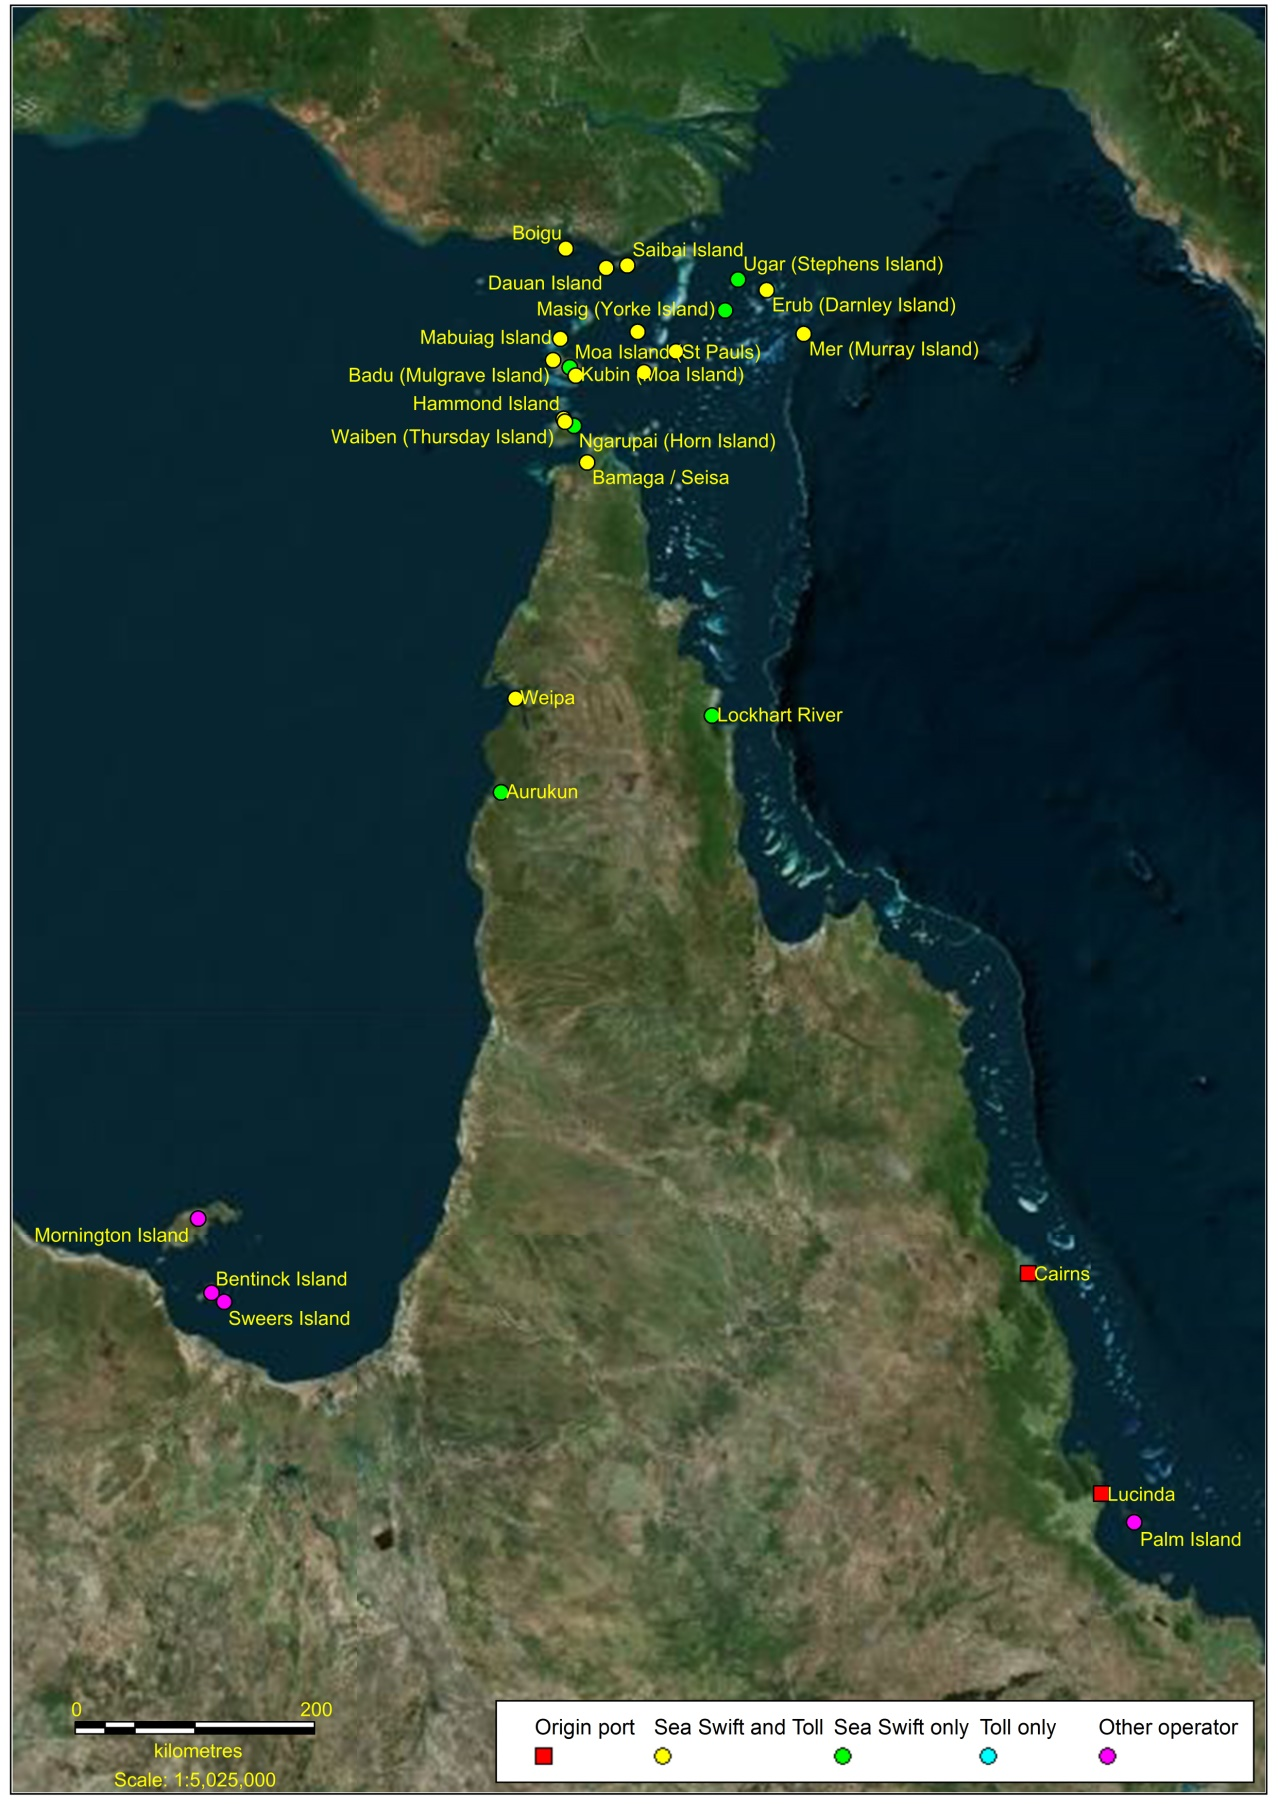 Boigu
Saibai Island
Ugar (Stephens Island)
Dauan Island
Erub (Darnley Island)
Masig (Yorke Island)
Mabuiag Island
Mer (Murray Island)
Moa Island (St Pauls)
Badu (Mulgrave Island)
Kubin (Moa Island)
Hammond Island
Waiben (Thursday Island)
Ngarupai (Horn Island)
Bamaga / Seisa
Weipa
Lockhart River
Aurukun
Mornington Island
Bentinck Island
Sweers Island
Cairns
Lucinda
Palm Island
0 200
kilometres
Scale: 1:5,025,000
Origin port Sea Swift and Toll Sea Swift only Toll only Other operator